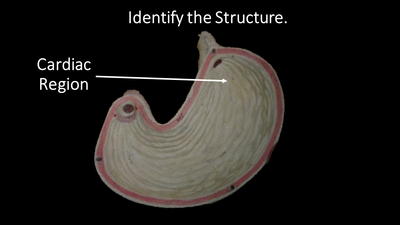 Identify the Structure.
Cardiac
Region